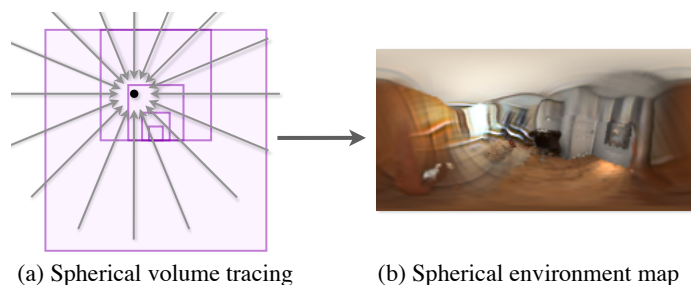 (a) Spherical volume tracing
(b) Spherical environment map